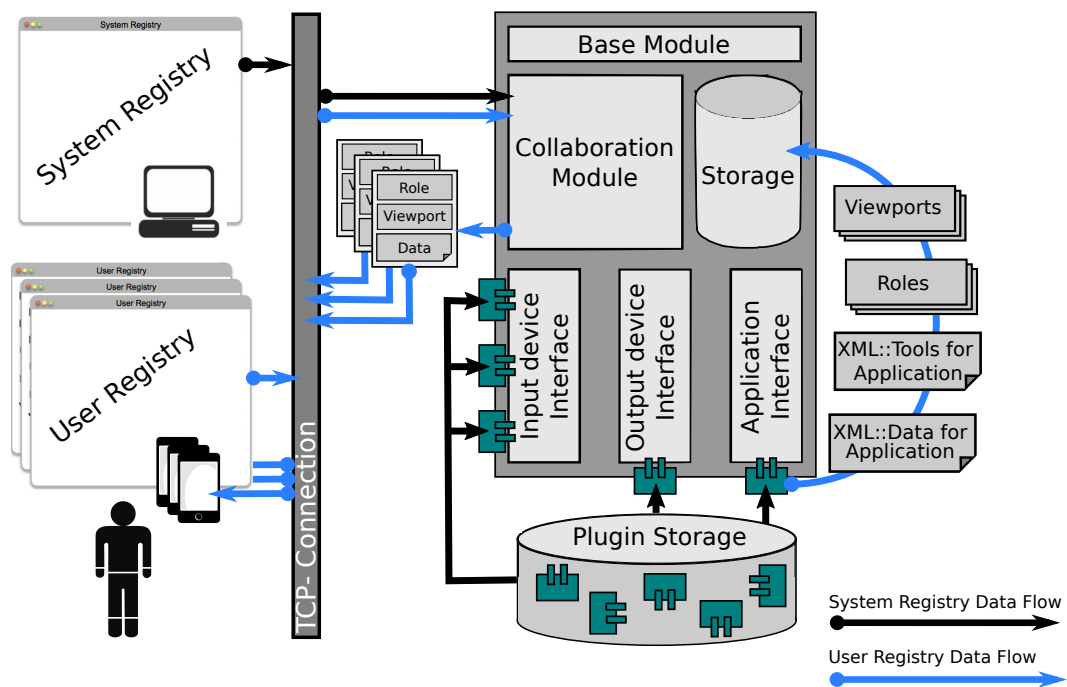 System Registry
System Registry
User Registry
User Registry
User Registry
User Registry
TCP- Connection
Role
Viewport
Data
Base Module
Collaboration
Module
Storage
Input device
Interface
Output device
Interface
Application
Interface
Viewports
Roles
XML::Tools for
Application
XML::Data for
Application
Plugin Storage
System Registry Data Flow
User Registry Data Flow